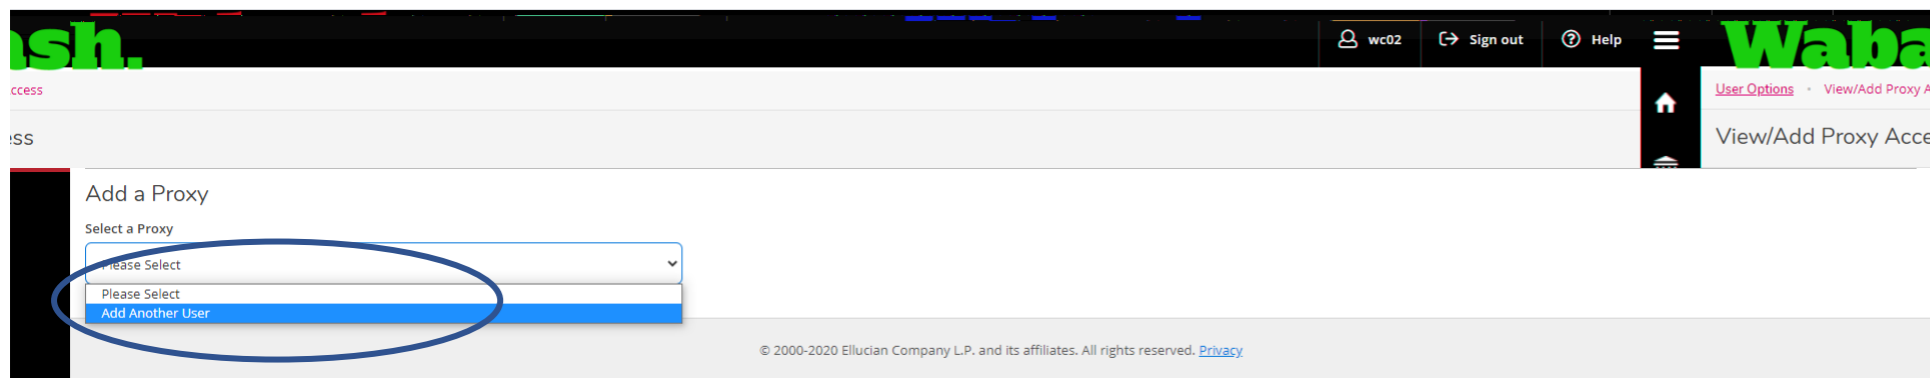 ash.
wc02 Sign out Help
Waba
ccess
User Options • View/Add Proxy A
ess
View/Add Proxy Acce
Add a Proxy
Select a Proxy
Please Select
Please Select
Add Another User
© 2000-2020 Ellucian Company L.P. and its affiliates. All rights reserved. Privacy